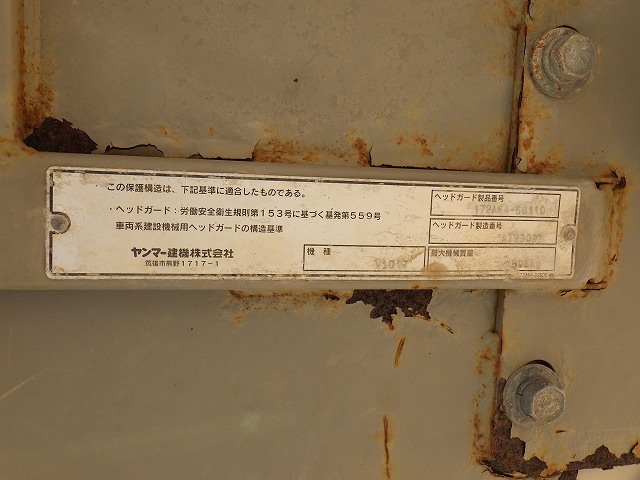 この保護構造は、下記基準に適合したものである。
・ヘッドガード：労働安全衛生規則第153号に基づく基発第559号
車両系建設機械用ヘッドガードの構造基準
ヤンマー建機株式会社
筑後市熊野1717-1
機種
ヘッドガード製品番号
ヘッドガード製造番号
最大機械質量